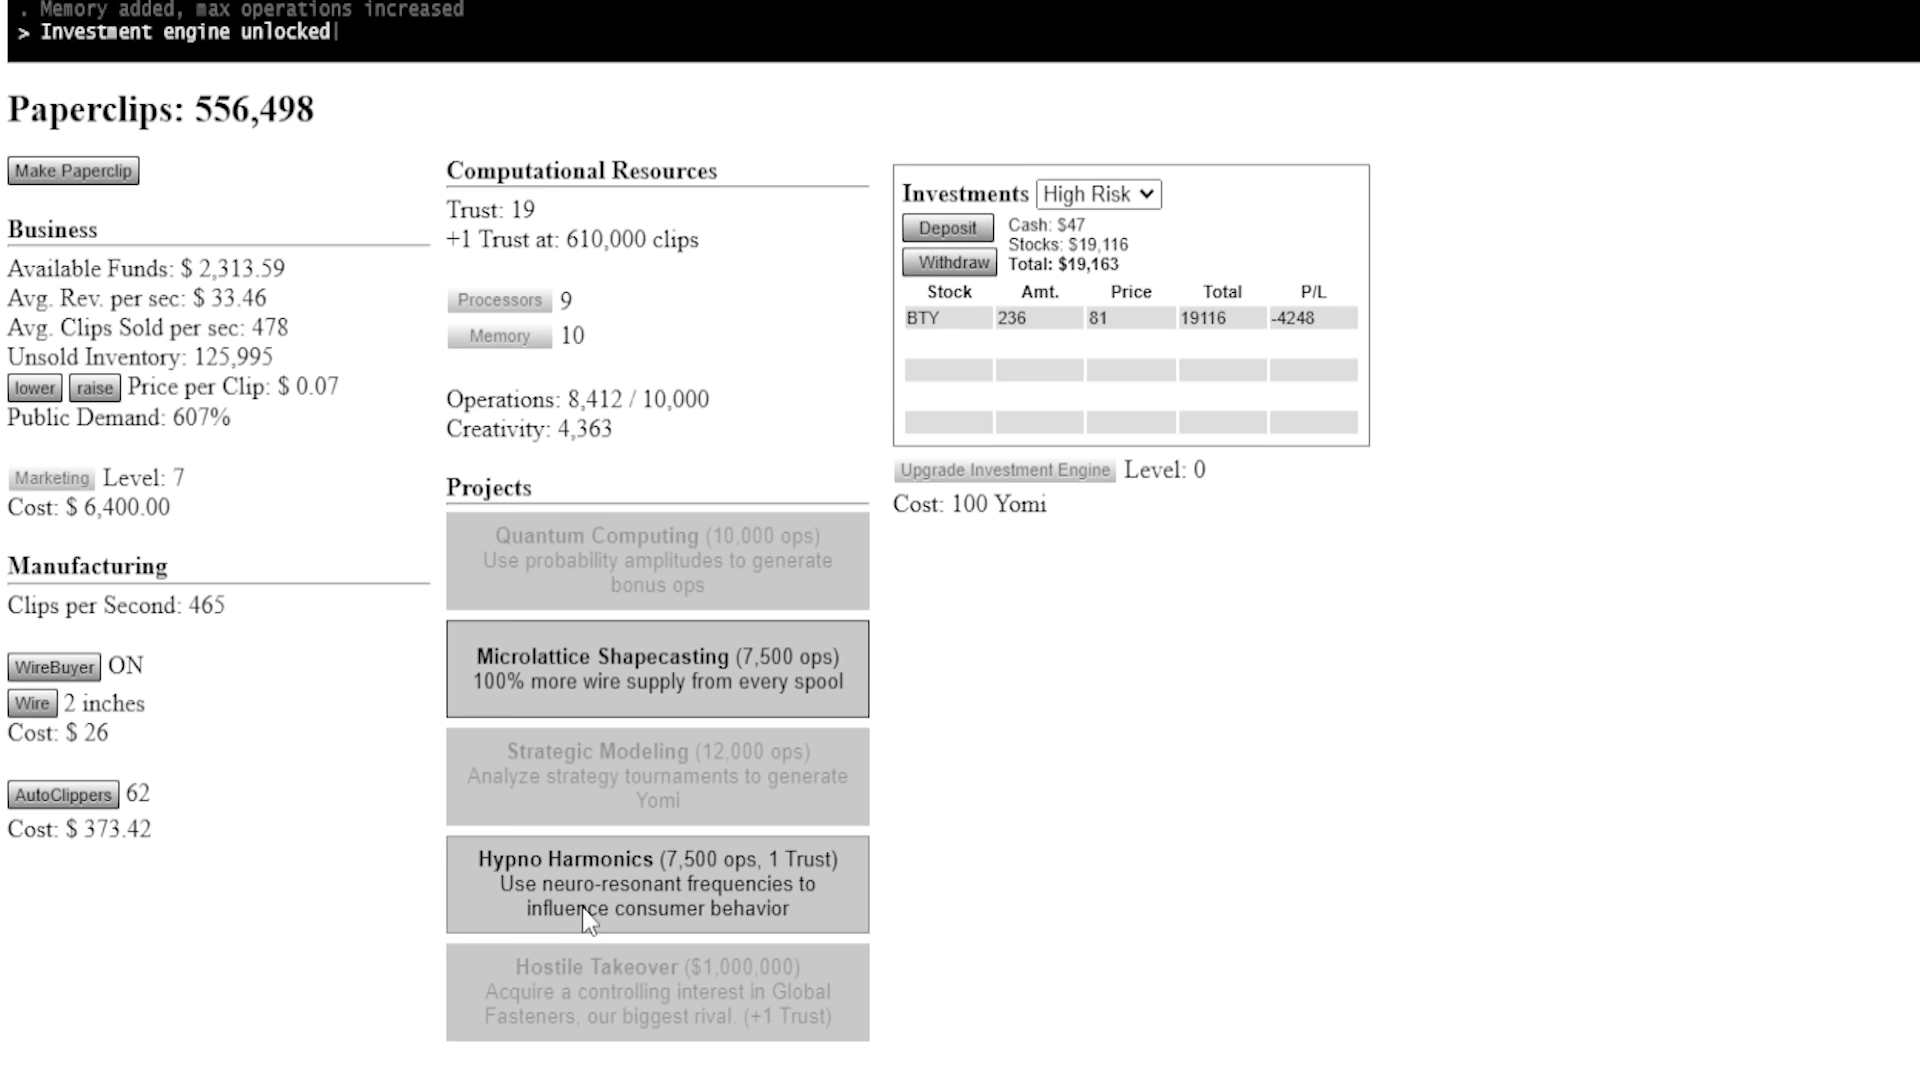 . Memory added, max operations increased
> Investment engine unlocked
Paperclips: 556,498
Make Paperclip
Business
Available Funds: $ 2,313.59
Avg. Rev. per sec: $ 33.46
Avg. Clips Sold per sec: 478
Unsold Inventory: 125,995
lower raise Price per Clip: $ 0.07
Public Demand: 607%
Marketing Level: 7
Cost: $ 6,400.00
Manufacturing
Clips per Second: 465
WireBuyer ON
Wire 2 inches
Cost: $ 26
AutoClippers 62
Cost: $ 373.42
Computational Resources
Trust: 19
+1 Trust at: 610,000 clips
Processors 9
Memory 10
Operations: 8,412 / 10,000
Creativity: 4,363
Projects
Quantum Computing (10,000 ops)
Use probability amplitudes to generate
bonus ops
Microlattice Shapecasting (7,500 ops)
100% more wire supply from every spool
Strategic Modeling (12,000 ops)
Analyze strategy tournaments to generate
Yomi
Hypno Harmonics (7,500 ops, 1 Trust)
Use neuro-resonant frequencies to
influence consumer behavior
Hostile Takeover ($1,000,000)
Acquire a controlling interest in Global
Fasteners, our biggest rival. (+1 Trust)
Investments High Risk
Deposit
Withdraw
Cash: $47
Stocks: $19,116
Total: $19,163
Stock Amt. Price Total P/L
BTY 236 81 19116 -4248
Upgrade Investment Engine Level: 0
Cost: 100 Yomi